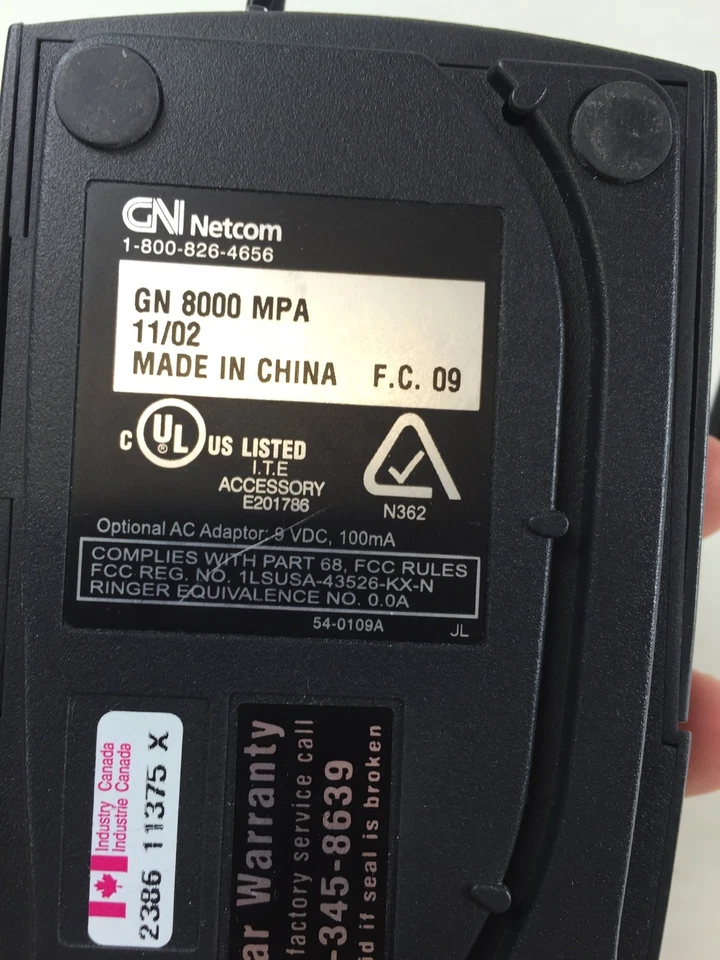 GN Netcom
1-800-826-4656
GN 8000 MPA
11/02
MADE IN CHINA F.C. 09
C UL US LISTED
I.T.E
ACCESSORY
E201786
N362
Optional AC Adaptor: 9 VDC, 100mA
COMPLIES WITH PART 68, FCC RULES
FCC REG. NO. 1LSUSA-43526-KX-N
RINGER EQUIVALENCE NO. 0.0A
54-0109A JL
Industry Canada
Industrie Canada
2386 11375 X
Warranty
factory service call
-345-8639
if seal is broken